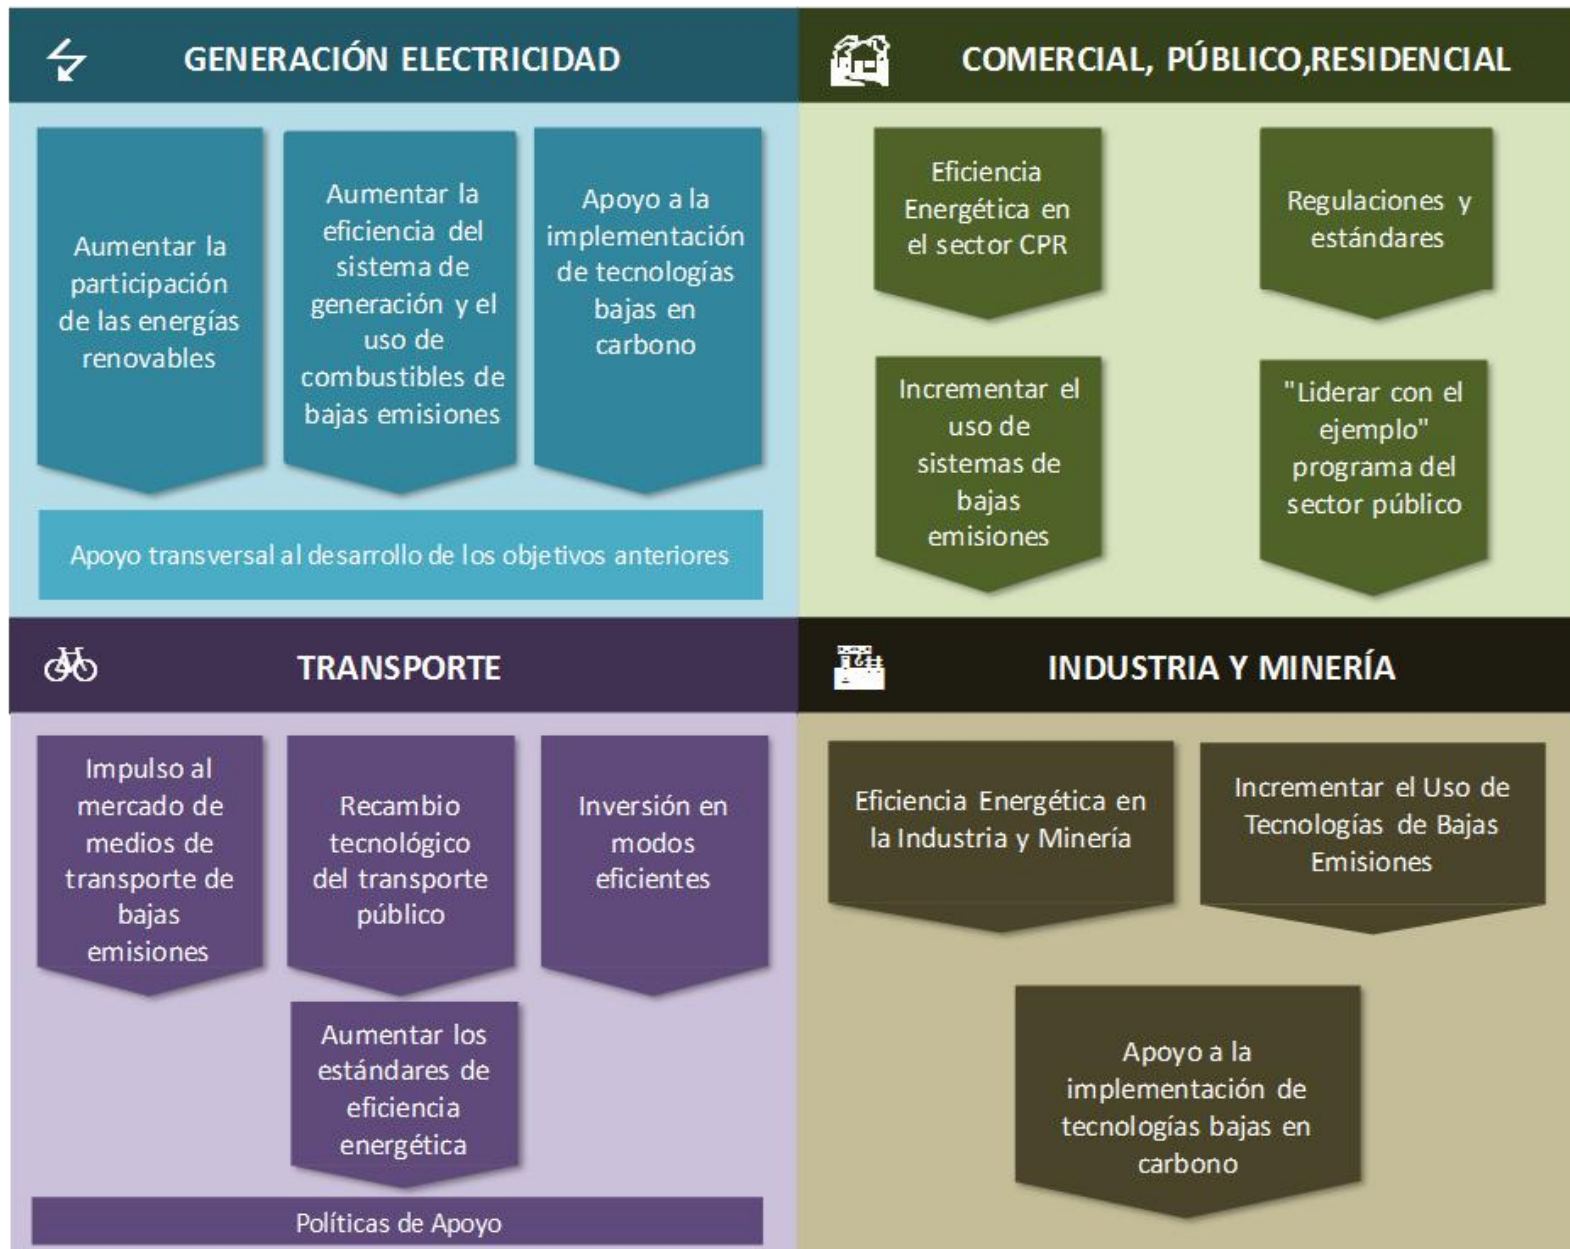 GENERACIÓN ELECTRICIDAD
Aumentar la
participación
de las energías
renovables
Aumentar la
eficiencia del
sistema de
generación y el
uso de
combustibles de
bajas emisiones
Apoyo a la
implementación
de tecnologías
bajas en
carbono
Apoyo transversal al desarrollo de los objetivos anteriores
COMERCIAL, PÚBLICO,RESIDENCIAL
Eficiencia
Energética en
el sector CPR
Regulaciones y
estándares
Incrementar el
uso de
sistemas de
bajas
emisiones
"Liderar con el
ejemplo"
programa del
sector público
TRANSPORTE
Impulso al
mercado de
medios de
transporte de
bajas
emisiones
Recambio
tecnológico
del transporte
público
Inversión en
modos
eficientes
Aumentar los
estándares de
eficiencia
energética
Políticas de Apoyo
INDUSTRIA Y MINERÍA
Eficiencia Energética en
la Industria y Minería
Incrementar el Uso de
Tecnologías de Bajas
Emisiones
Apoyo a la
implementación de
tecnologías bajas en
carbono